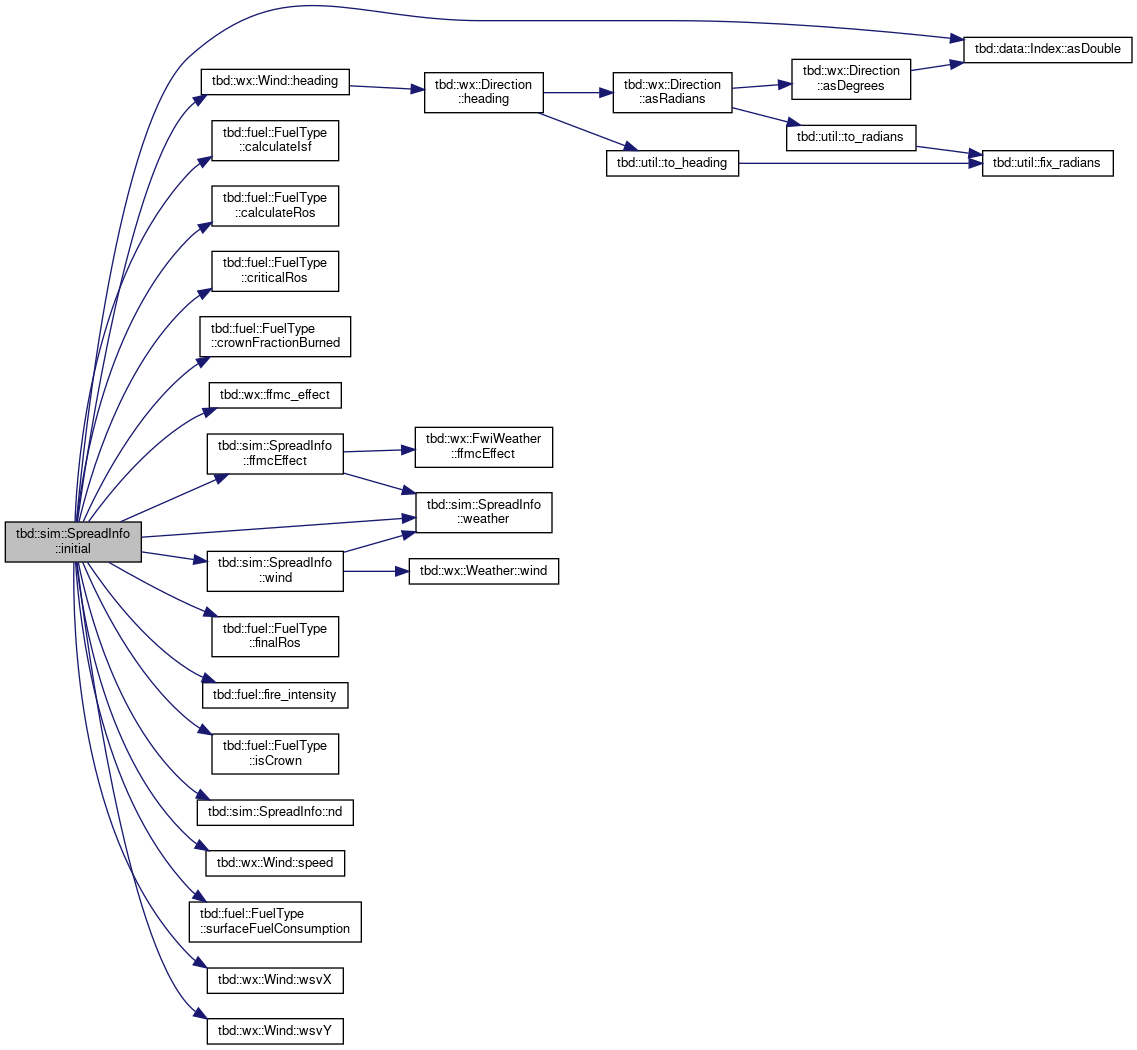 tbd::sim::SpreadInfo
::initial
tbd::data::Index::asDouble
tbd::wx::Wind::heading
tbd::wx::Direction
::heading
tbd::wx::Direction
::asRadians
tbd::wx::Direction
::asDegrees
tbd::util::to_radians
tbd::util::to_heading
tbd::util::fix_radians
tbd::fuel::FuelType
::calculateIsf
tbd::fuel::FuelType
::calculateRos
tbd::fuel::FuelType
::criticalRos
tbd::fuel::FuelType
::crownFractionBurned
tbd::wx::ffmc_effect
tbd::sim::SpreadInfo
::ffmcEffect
tbd::wx::FwiWeather
::ffmcEffect
tbd::sim::SpreadInfo
::weather
tbd::sim::SpreadInfo
::wind
tbd::wx::Weather::wind
tbd::fuel::FuelType
::finalRos
tbd::fuel::fire_intensity
tbd::fuel::FuelType
::isCrown
tbd::sim::SpreadInfo::nd
tbd::wx::Wind::speed
tbd::fuel::FuelType
::surfaceFuelConsumption
tbd::wx::Wind::wsvX
tbd::wx::Wind::wsvY